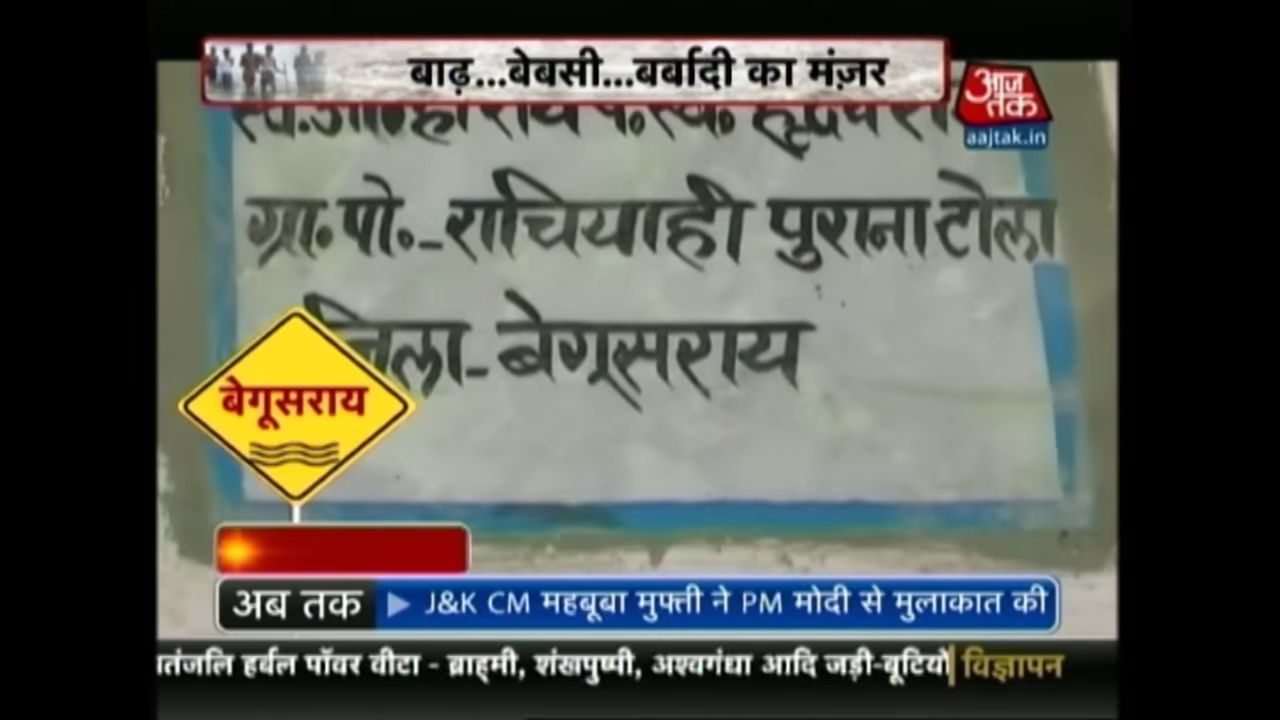 बाढ़...बेबसी...बर्बादी का मंज़र
आज तक
aajtak.in
ग्रा.पो.-राचियाही पुराना टोला
जिला-बेगूसराय
बेगूसराय
अब तक
J&K CM महबूबा मुफ्ती ने PM मोदी से मुलाकात की
तंजलि हर्बल पॉवर वीटा - ब्राह्मी, शंखपुष्पी, अश्वगंधा आदि जड़ी-बूटियों
विज्ञापन